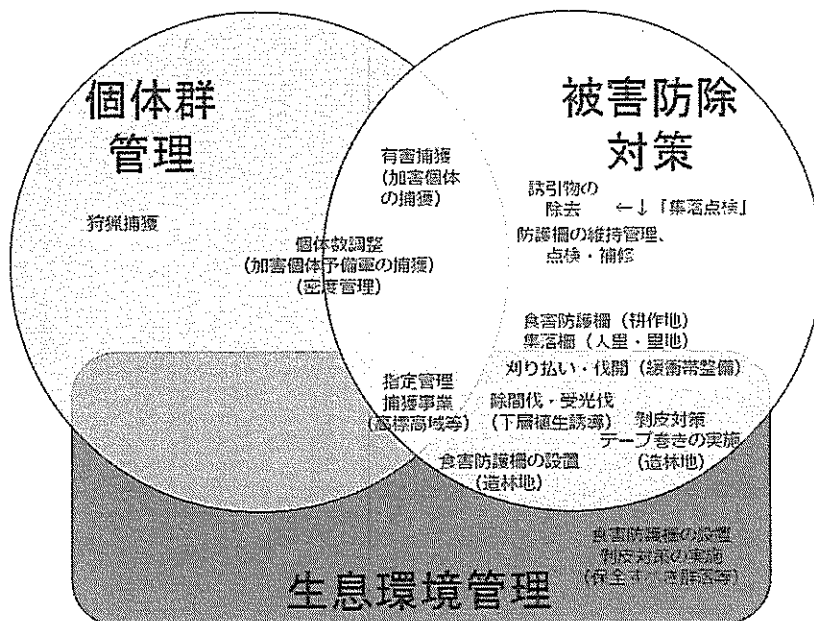 個体群
管理
被害防除
対策
有害捕獲
(加害個体
の捕獲)
狩猟捕獲
個体数調整
(加害個体予備軍の捕獲)
(密度管理)
誘引物の
除去 ←↓『集落点検』
防護柵の維持管理、
点検・補修
食害防護柵（耕作地）
集落柵（人里・里地）
刈り払い・伐開（緩衝帯整備）
指定管理
捕獲事業
(高標高域等)
除間伐・受光伐
(下層植生誘導)
剥皮対策
テープ巻きの実施
(造林地)
食害防護柵の設置
(造林地)
食害防護柵の設置
剥皮対策の実施
(保全すべき群落等)
生息環境管理